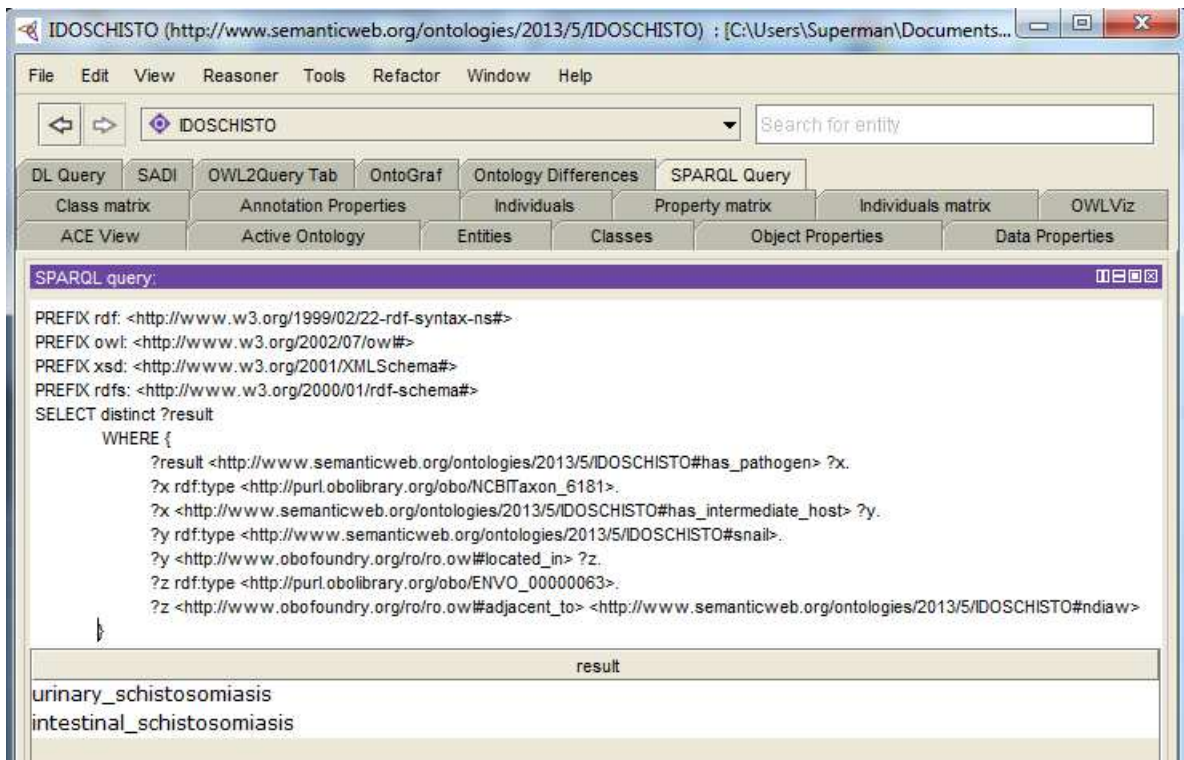 IDOSCHISTO (http://www.semanticweb.org/ontologies/2013/5/IDOSCHISTO) : [C:\Users\Superman\Documents...
File Edit View Reasoner Tools Refactor Window Help
IDOSCHISTO Search for entity
DL Query SADI OWL2Query Tab OntoGraf Ontology Differences SPARQL Query
Class matrix Annotation Properties Individuals Property matrix Individuals matrix OWLViz
ACE View Active Ontology Entities Classes Object Properties Data Properties
SPARQL query:
PREFIX rdf: <http://www.w3.org/1999/02/22-rdf-syntax-ns#>
PREFIX owl: <http://www.w3.org/2002/07/owl#>
PREFIX xsd: <http://www.w3.org/2001/XMLSchema#>
PREFIX rdfs: <http://www.w3.org/2000/01/rdf-schema#>
SELECT distinct ?result
WHERE {
?result <http://www.semanticweb.org/ontologies/2013/5/IDOSCHISTO#has_pathogen> ?x.
?x rdf:type <http://purl.obolibrary.org/obo/NCBITaxon_6181>.
?x <http://www.semanticweb.org/ontologies/2013/5/IDOSCHISTO#has_intermediate_host> ?y.
?y rdf:type <http://www.semanticweb.org/ontologies/2013/5/IDOSCHISTO#snail>.
?y <http://www.obofoundry.org/ro/ro.owl#located_in> ?z.
?z rdf:type <http://purl.obolibrary.org/obo/ENVO_00000063>.
?z <http://www.obofoundry.org/ro/ro.owl#adjacent_to> <http://www.semanticweb.org/ontologies/2013/5/IDOSCHISTO#ndiaw>
}
result
urinary_schistosomiasis
intestinal_schistosomiasis